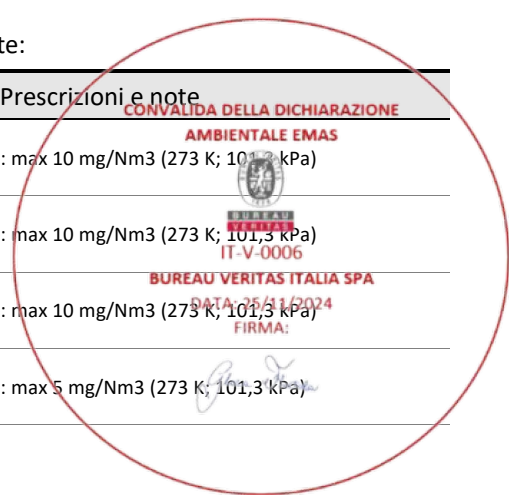 te:
Prescrizioni e note
CONVALIDA DELLA DICHIARAZIONE
AMBIENTALE EMAS
: max 10 mg/Nm3 (273 K; 101,3 kPa)
BUREAU
VERITAS
: max 10 mg/Nm3 (273 K; 101,3 kPa)
IT-V-0006
BUREAU VERITAS ITALIA SPA
DATA: 25/11/2024
: max 10 mg/Nm3 (273 K; 101,3 kPa)
FIRMA:
: max 5 mg/Nm3 (273 K; 101,3 kPa)